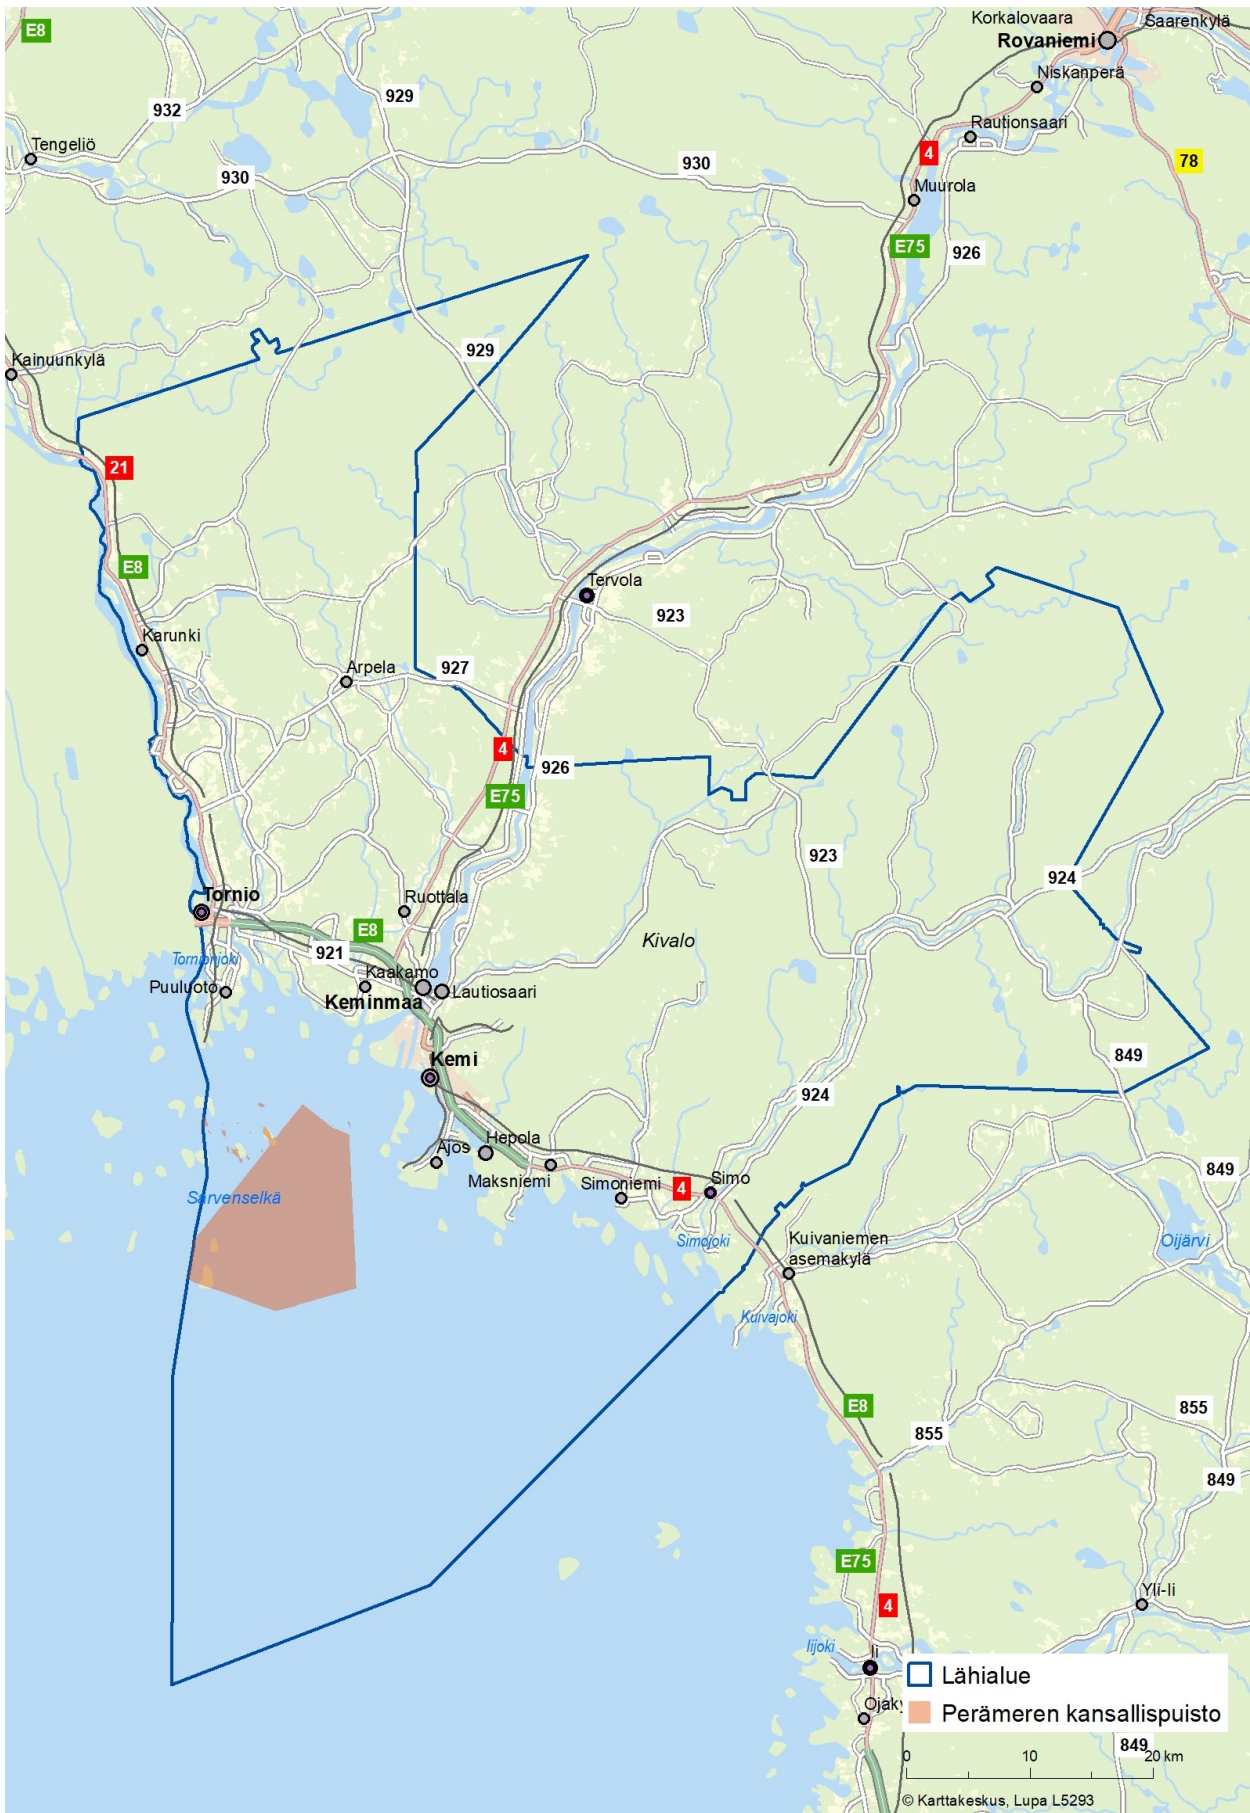 E8
Korkalovaara
Saarenkylä
Rovaniemi
Niskanperä
929
932
Rautionsaari
Tengeliö
4
930
930
78
Muurola
E75
926
929
Kainuunkylä
21
E8
Tervola
923
Karunki
Arpela
927
4
926
E75
923
924
Tornio
Ruottala
E8
921
Kivalo
Tornionjoki
Kaakamo
Puuluoto
Lautiosaari
Keminmaa
Kemi
849
924
Hepola
Ajos
849
Maksniemi
Simoniemi
4
Simo
Särvenselkä
Simojoki
Kuivaniemen
asemakylä
Oijärvi
Kuivajoki
E8
855
855
849
E75
Yli-Ii
4
Iijoki
Ii
Lähialue
Ojaky
Perämeren kansallispuisto
849
0 10 20 km
© Karttakeskus, Lupa L5293